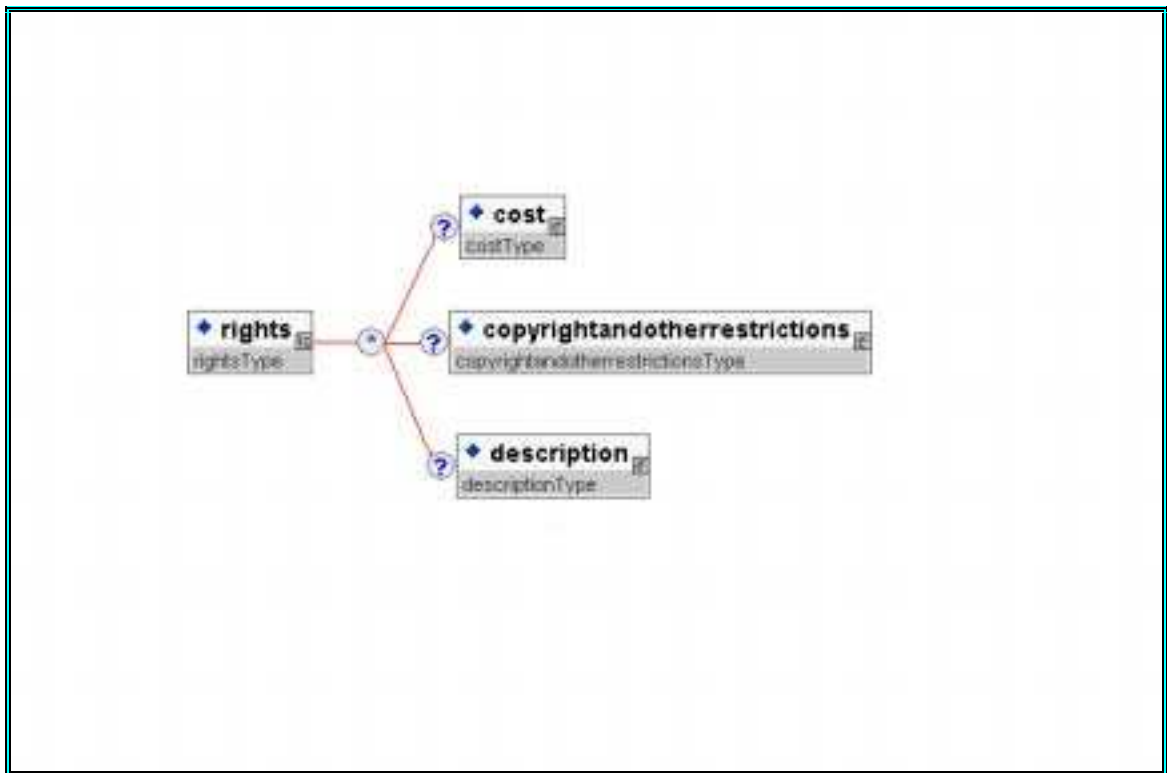 cost
costType
?
rights
rightsType
*
?
copyrightandotherrestrictions
copyrightandotherrestrictionsType
?
description
descriptionType
?